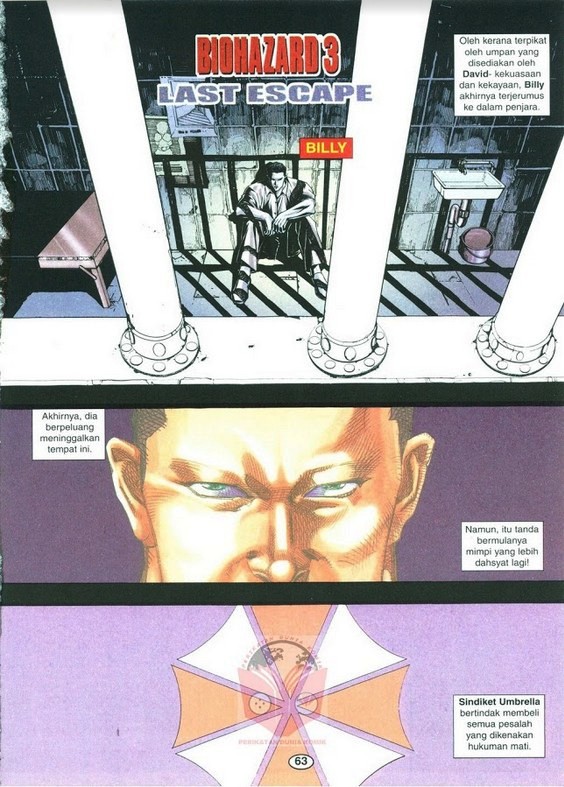 BIOHAZARD 3
LAST ESCAPE
Oleh kerana terpikat
oleh umpan yang
disediakan oleh
David- kekuasaan
dan kekayaan, Billy
akhirnya terjerumus
ke dalam penjara.
BILLY
Akhirnya, dia
berpeluang
meninggalkan
tempat ini.
Namun, itu tanda
bermulanya
mimpi yang lebih
dahsyat lagi!
Sindiket Umbrella
bertindak membeli
semua pesalah
yang dikenakan
hukuman mati.
63